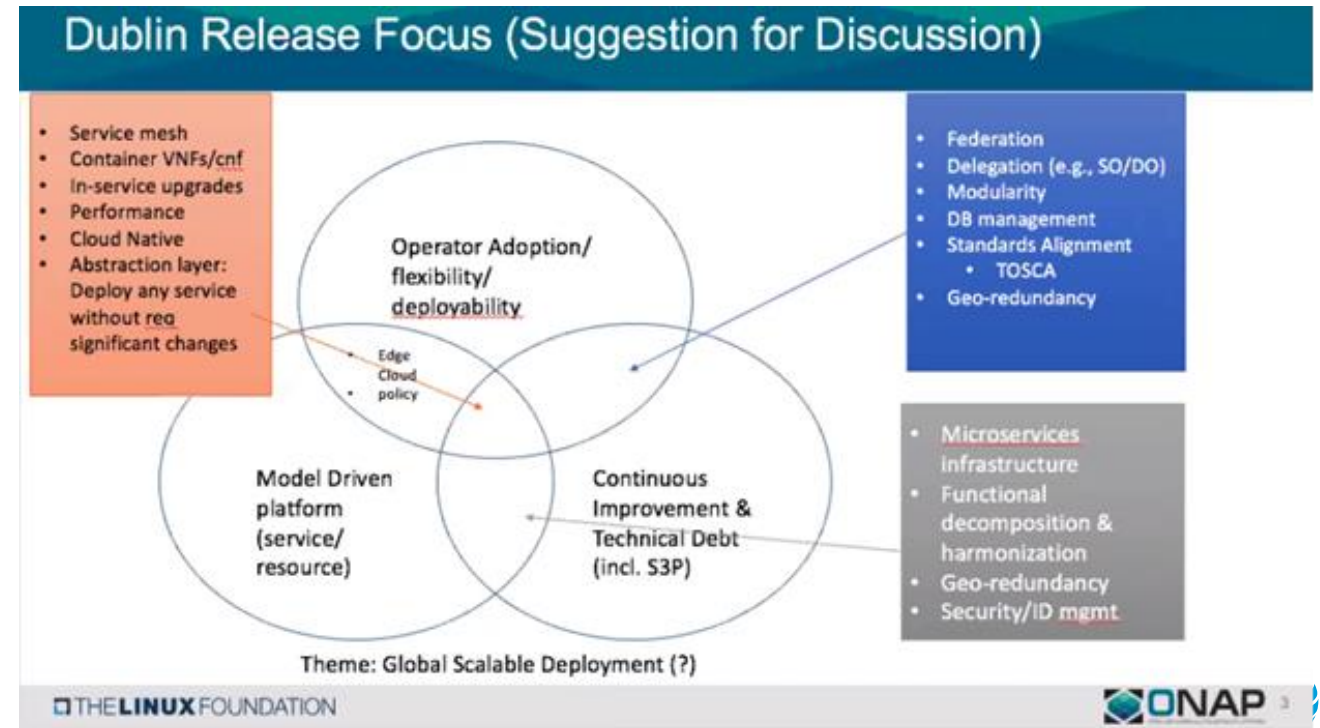 Dublin Release Focus (Suggestion for Discussion)
• Service mesh
• Container VNFs/cnf
• In-service upgrades
• Performance
• Cloud Native
• Abstraction layer:
Deploy any service
without req
significant changes
Operator Adoption/
flexibility/
deployability
• Edge
Cloud
• policy
• Federation
• Delegation (e.g., SO/DO)
• Modularity
• DB management
• Standards Alignment
• TOSCA
• Geo-redundancy
Model Driven
platform
(service/
resource)
Continuous
Improvement &
Technical Debt
(incl. S3P)
• Microservices
infrastructure
• Functional
decomposition &
harmonization
• Geo-redundancy
• Security/ID mgmt
Theme: Global Scalable Deployment (?)
THE LINUX FOUNDATION
ONAP
3